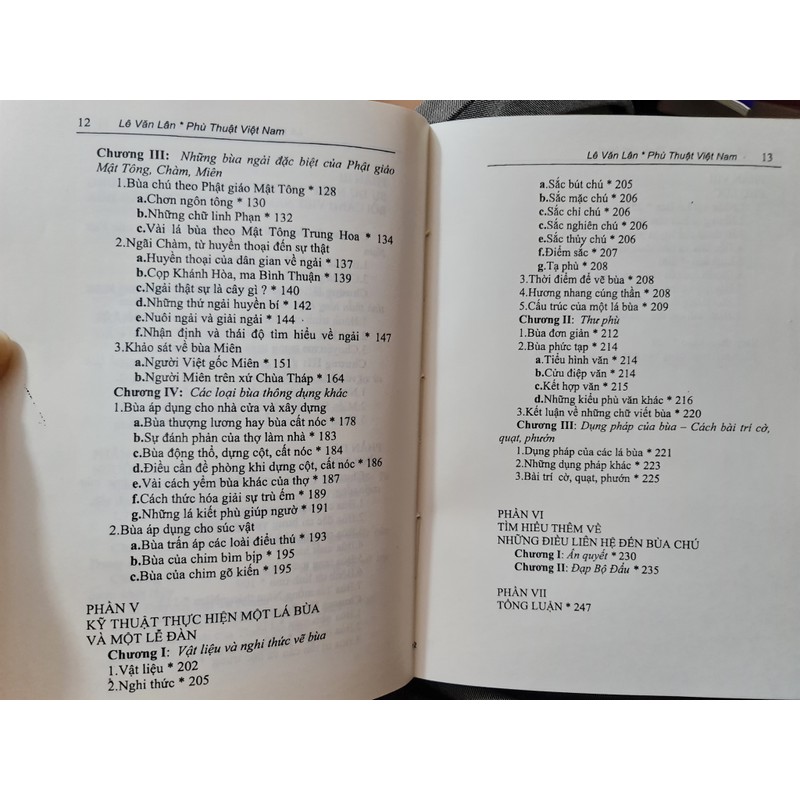 12 Lê Văn Lân * Phù Thuật Việt Nam
Chương III: Những bùa ngải đặc biệt của Phật giáo
Mật Tông, Chàm, Miên
1.Bùa chú theo Phật giáo Mật Tông * 128
a.Chơn ngôn tông * 130
b.Những chữ linh Phạn * 132
c.Vài lá bùa theo Mật Tông Trung Hoa * 134
2.Ngãi Chàm, từ huyền thoại đến sự thật
a.Huyền thoại của dân gian về ngải * 137
b.Cọp Khánh Hòa, ma Bình Thuận * 139
c.Ngải thật sự là cây gì ? * 140
d.Những thứ ngải huyền bí * 142
e.Nuôi ngải và giải ngải * 144
f.Nhận định và thái độ tìm hiểu về ngải * 147
3.Khảo sát về bùa Miên
a.Người Việt gốc Miên * 151
b.Người Miên trên xứ Chùa Tháp * 164
Chương IV: Các loại bùa thông dụng khác
1.Bùa áp dụng cho nhà cửa và xây dựng
a.Bùa thượng lương hay bùa cất nóc * 178
b.Sự đánh phản của thợ làm nhà * 183
c.Bùa động thổ, dựng cột, cất nóc * 184
d.Điều cần đề phòng khi dựng cột, cất nóc * 186
e.Vài cách yểm bùa khác của thợ * 187
f.Cách thức hóa giải sự trù ếm * 189
g.Những lá kiết phù giúp người * 191
2.Bùa áp dụng cho súc vật
a.Bùa trấn áp các loài điểu thú * 193
b.Bùa của chim bìm bịp * 195
c.Bùa của chim gõ kiến * 195
PHẦN V
KỸ THUẬT THỰC HIỆN MỘT LÁ BÙA
VÀ MỘT LỄ ĐÀN
Chương I: Vật liệu và nghi thức vẽ bùa
1.Vật liệu * 202
2.Nghi thức * 205
Lê Văn Lân * Phù Thuật Việt Nam 13
a.Sắc bút chú * 205
b.Sắc mặc chú * 206
c.Sắc chỉ chú * 206
c.Sắc nghiên chú * 206
e.Sắc thủy chú * 206
f.Điểm sắc * 207
g.Tạ phù * 208
3.Thời điểm để vẽ bùa * 208
4.Hương nhang cúng thần * 208
5.Cấu trúc của một lá bùa * 209
Chương II: Thư phù
1.Bùa đơn giản * 212
2.Bùa phức tạp * 214
a.Tiểu hình văn * 214
b.Cửu điệp văn * 214
c.Kết hợp văn * 215
d.Những kiểu phù văn khác * 216
3.Kết luận về những chữ viết bùa * 220
Chương III: Dụng pháp của bùa – Cách bài trí cờ,
quạt, phướn
1.Dụng pháp của các lá bùa * 221
2.Những dụng pháp khác * 223
3.Bài trí cờ, quạt, phướn * 225
PHẦN VI
TÌM HIỂU THÊM VỀ
NHỮNG ĐIỀU LIÊN HỆ ĐẾN BÙA CHÚ
Chương I: Ấn quyết * 230
Chương II: Đạp Bộ Đẩu * 235
PHẦN VII
TỔNG LUẬN * 247